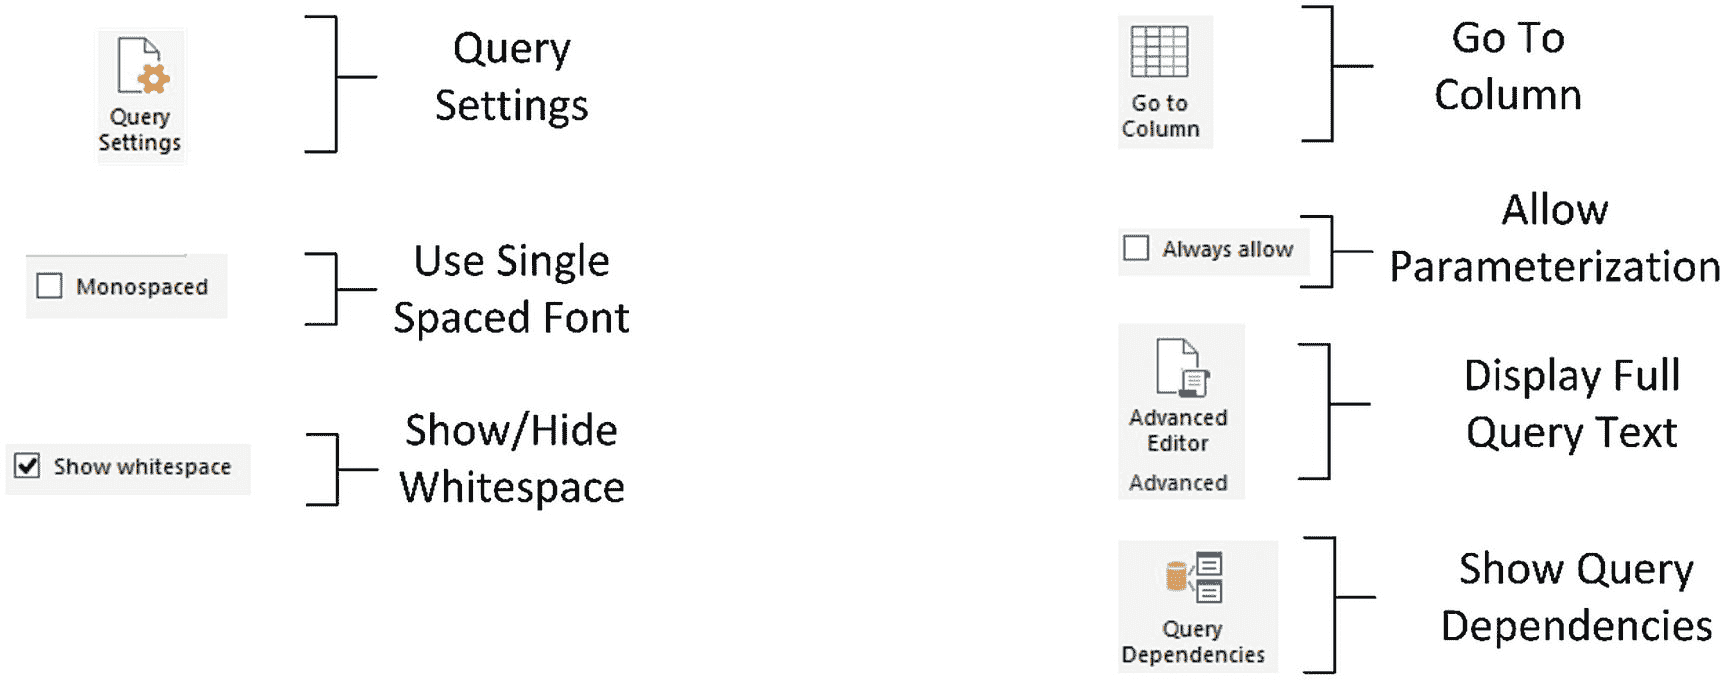 Query
Settings
Query
Settings
Monospaced
Use Single
Spaced Font
Show whitespace
Show/Hide
Whitespace
Go to
Column
Go To
Column
Always allow
Allow
Parameterization
Advanced
Editor
Advanced
Display Full
Query Text
Query
Dependencies
Show Query
Dependencies